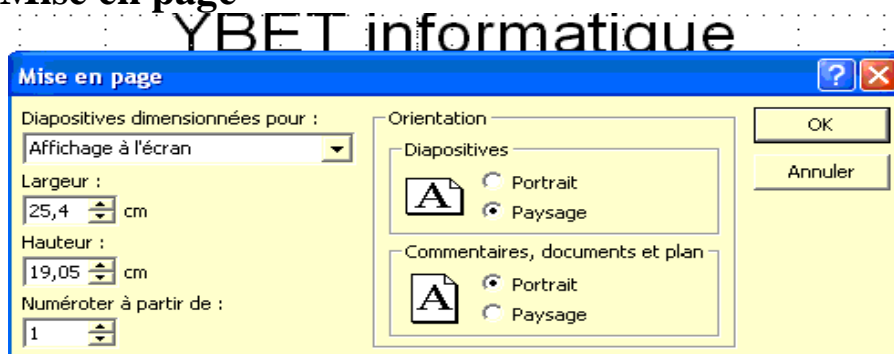 Mise en page
YBET informatique
Mise en page
Diapositives dimensionnées pour :
Affichage à l'écran
Largeur :
25,4 cm
Hauteur :
19,05 cm
Numéroter à partir de :
1
Orientation
Diapositives
A
Portrait
Paysage
Commentaires, documents et plan
A
Portrait
Paysage
OK
Annuler